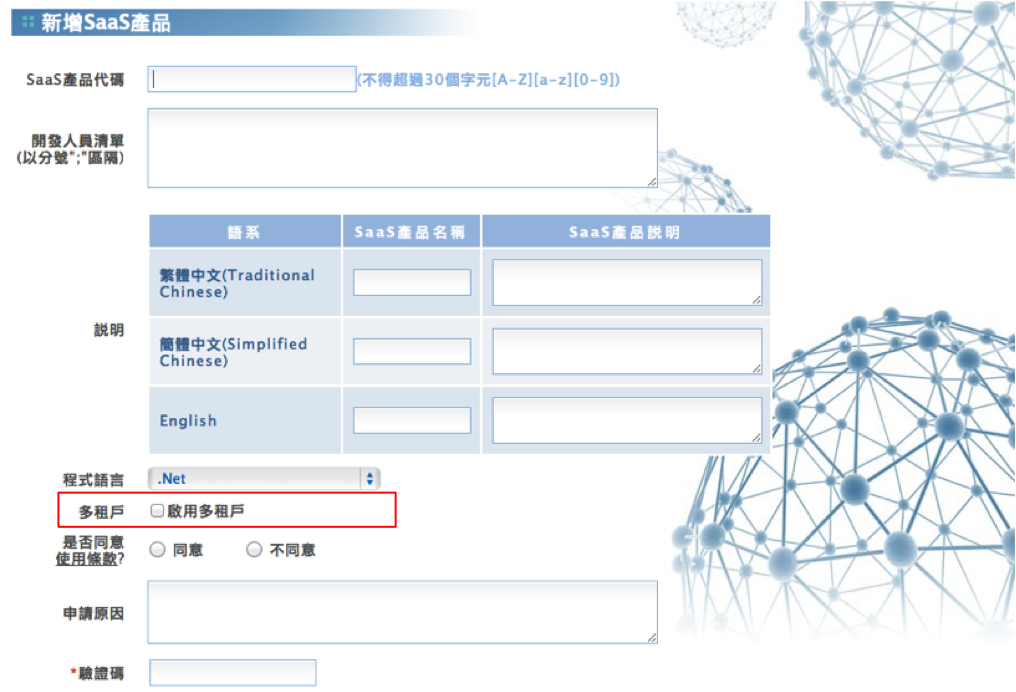 新增SaaS產品
SaaS產品代碼
(不得超過30個字元[A-Z][a-z][0-9])
開發人員清單
(以分號";"區隔)
語系 SaaS產品名稱 SaaS產品說明
說明
繁體中文(Traditional
Chinese)
簡體中文(Simplified
Chinese)
English
程式語言 .Net
多租戶 啟用多租戶
是否同意
使用條款?
同意 不同意
申請原因
*驗證碼